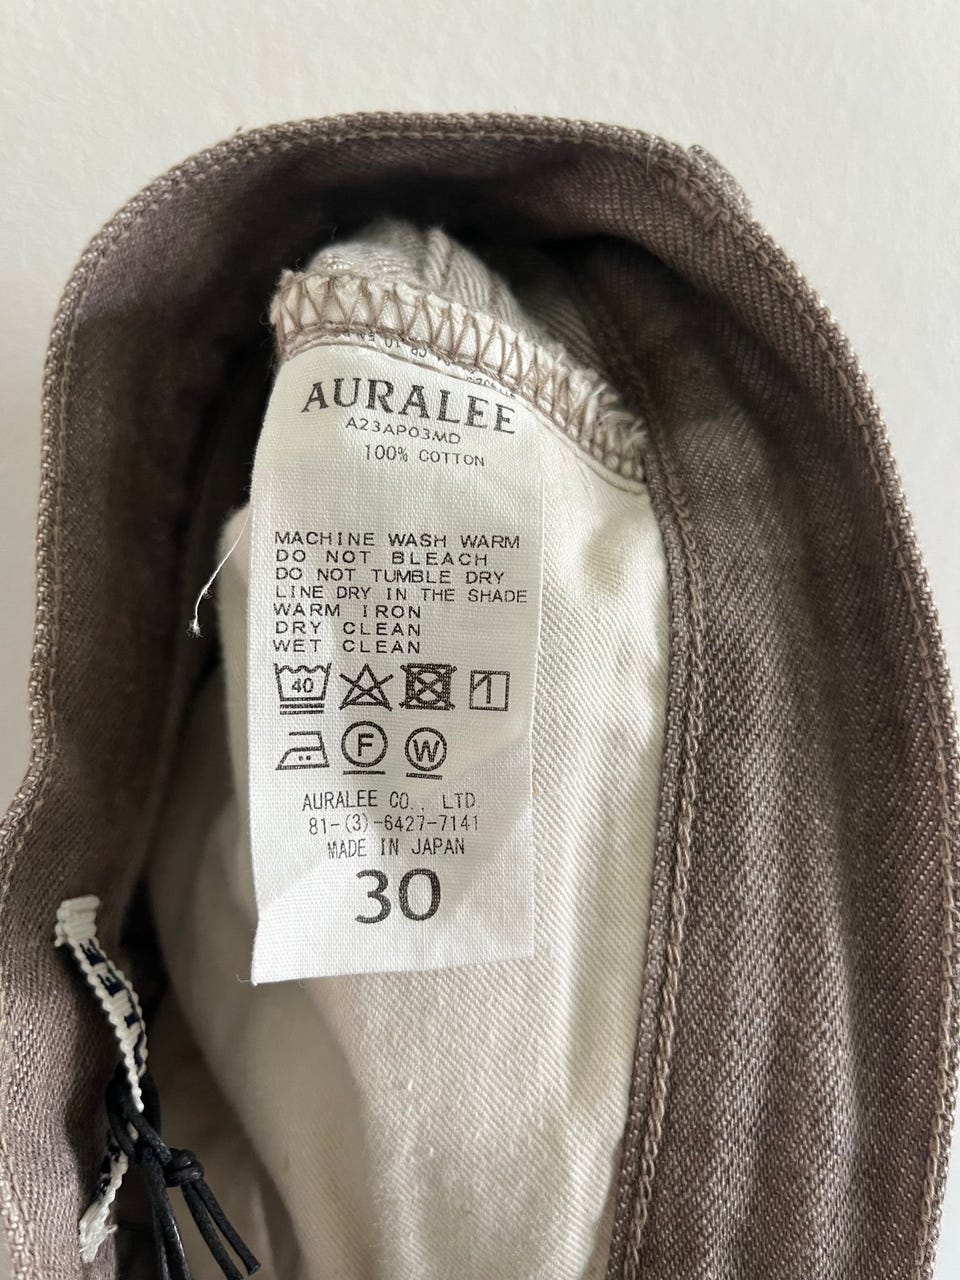 AURALEE
A23AP03MD
100% COTTON
MACHINE WASH WARM
DO NOT BLEACH
DO NOT TUMBLE DRY
LINE DRY IN THE SHADE
WARM IRON
DRY CLEAN
WET CLEAN
40
F W
AURALEE CO., LTD.
81-(3)-6427-7141
MADE IN JAPAN
30